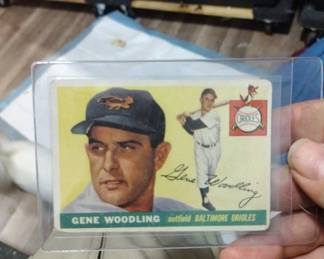 ORIOLES
Gene Woodling
GENE WOODLING outfield BALTIMORE ORIOLES